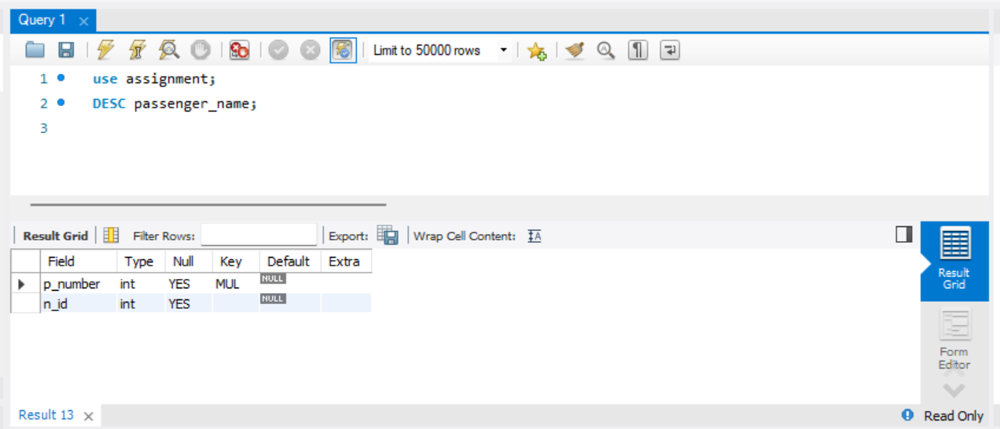 Query 1
Limit to 50000 rows
1 use assignment;
2 DESC passenger_name;
3
Result Grid Filter Rows: Export: Wrap Cell Content:
Field Type Null Key Default Extra
p_number int YES MUL NULL
n_id int YES NULL
Result Grid
Form Editor
Result 13 Read Only